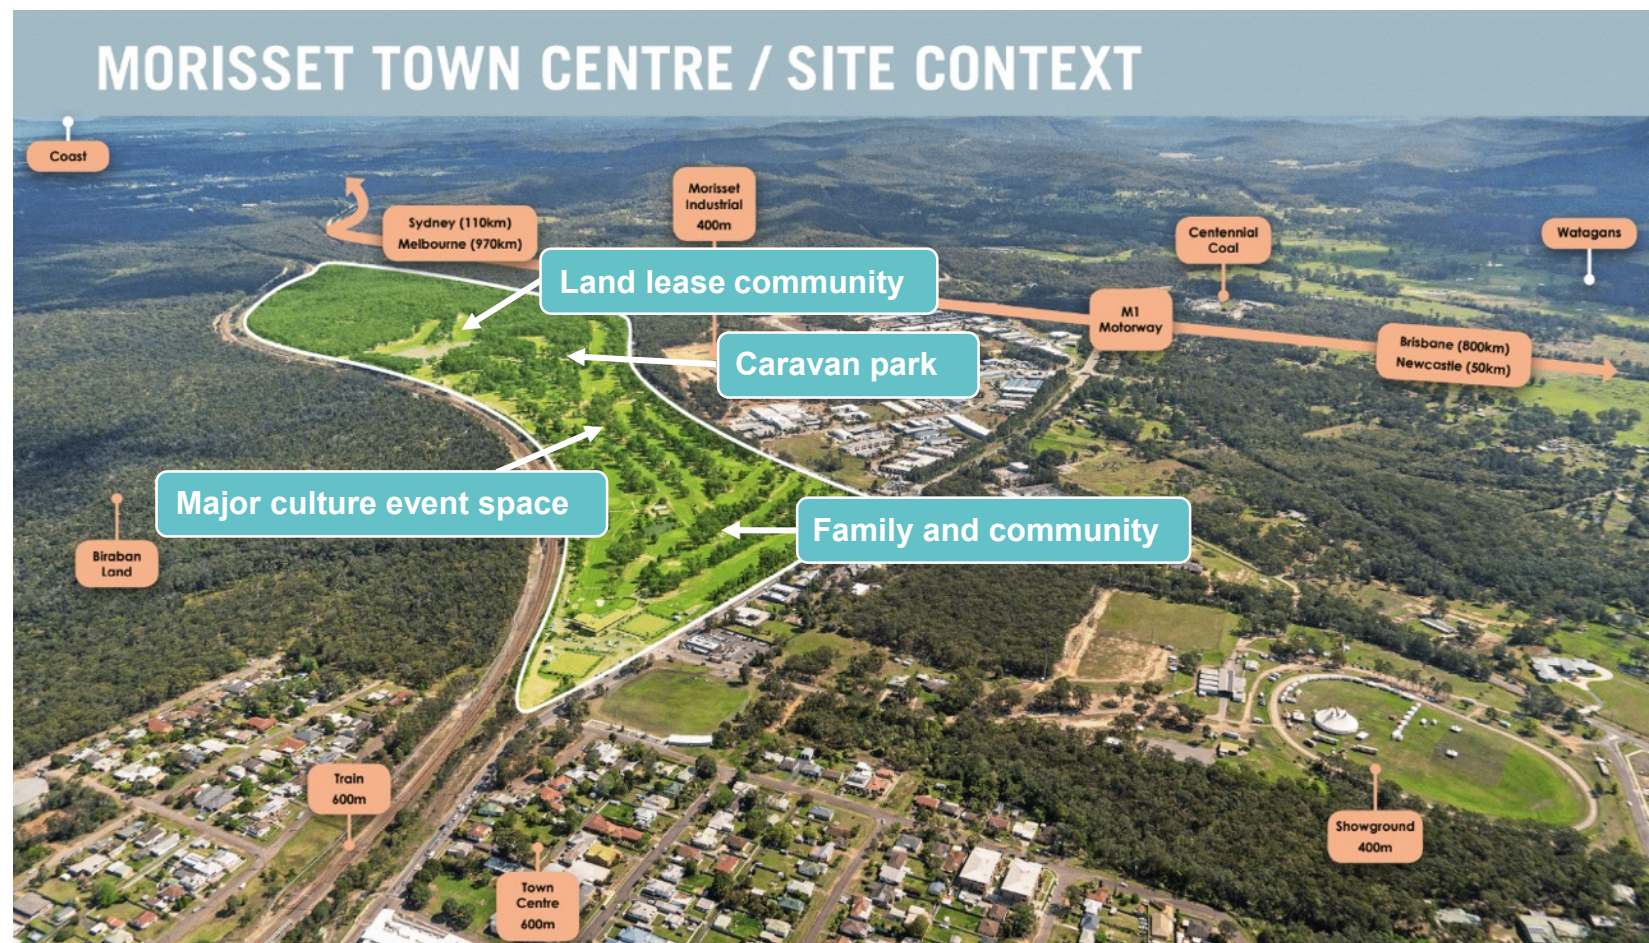 MORISSET TOWN CENTRE / SITE CONTEXT
Coast
Sydney (110km)
Melbourne (970km)
Morisset
Industrial
400m
Centennial
Coal
Watagans
Land lease community
M1
Motorway
Brisbane (800km)
Newcastle (50km)
Caravan park
Major culture event space
Family and community
Biraban
Land
Train
600m
Town
Centre
600m
Showground
400m